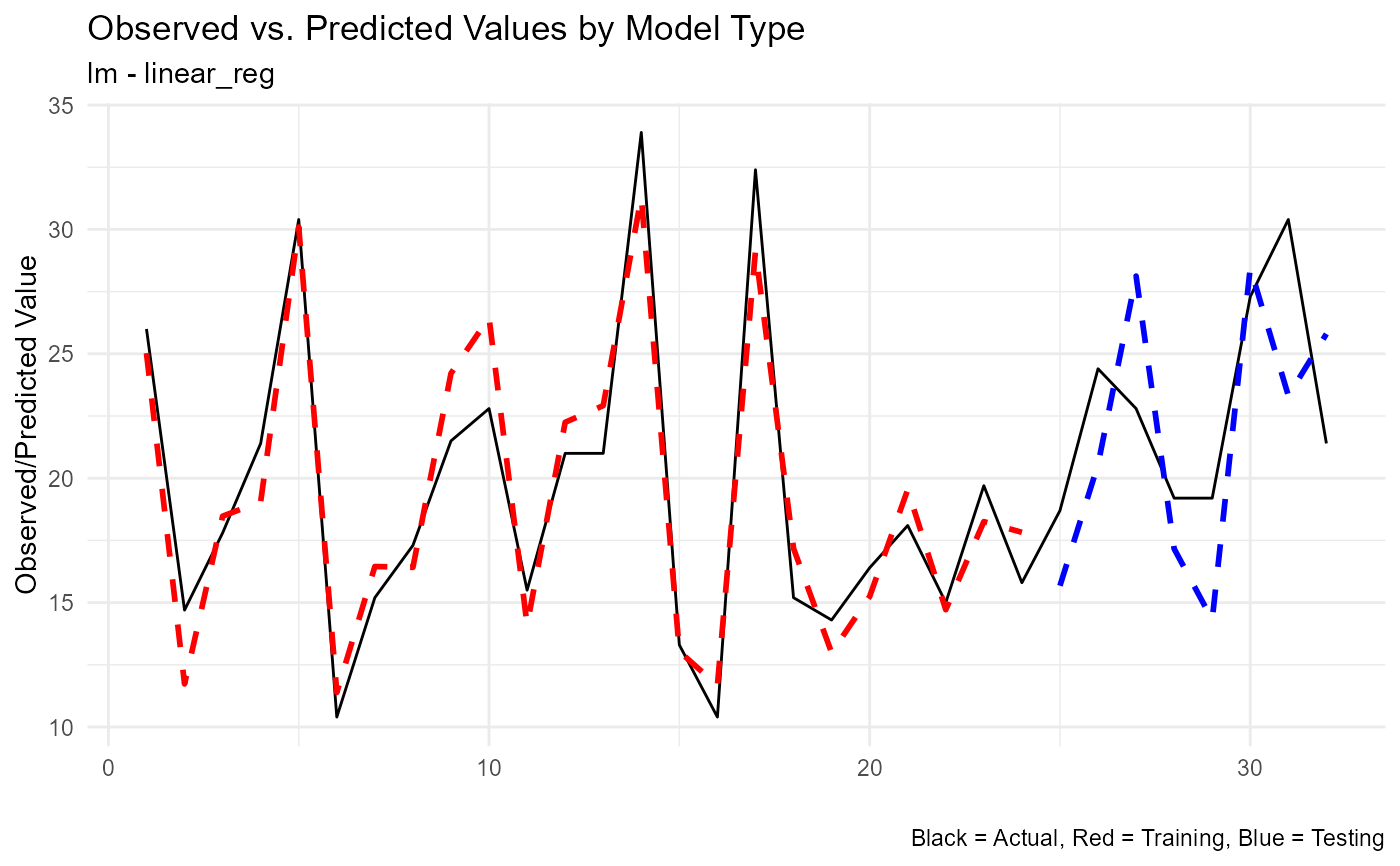 Observed vs. Predicted Values by Model Type
lm - linear_reg
Observed/Predicted Value
35
30
25
20
15
10
0
10
20
30
Black = Actual, Red = Training, Blue = Testing